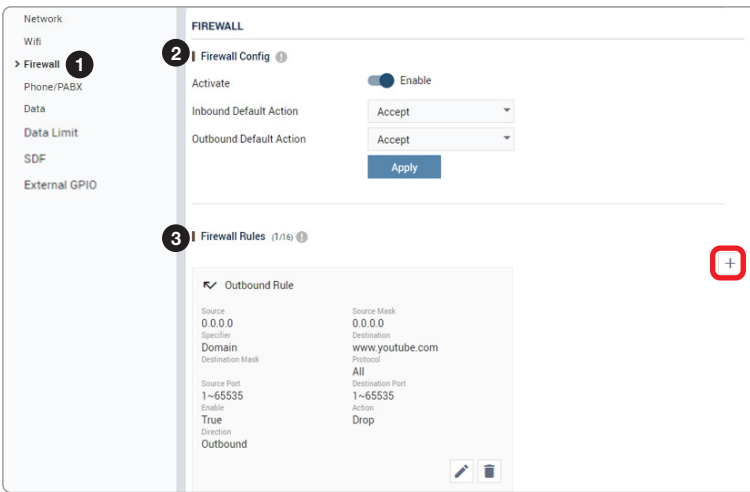 Network
Wifi
> Firewall 1
Phone/PABX
Data
Data Limit
SDF
External GPIO
FIREWALL
2 Firewall Config !
Activate Enable
Inbound Default Action Accept
Outbound Default Action Accept
Apply
3 Firewall Rules (1/16) !
+
Outbound Rule
Source Source Mask
0.0.0.0 0.0.0.0
Specifier Destination
Domain www.youtube.com
Destination Mask Protocol
All
Source Port Destination Port
1~65535 1~65535
Enable Action
True Drop
Direction
Outbound